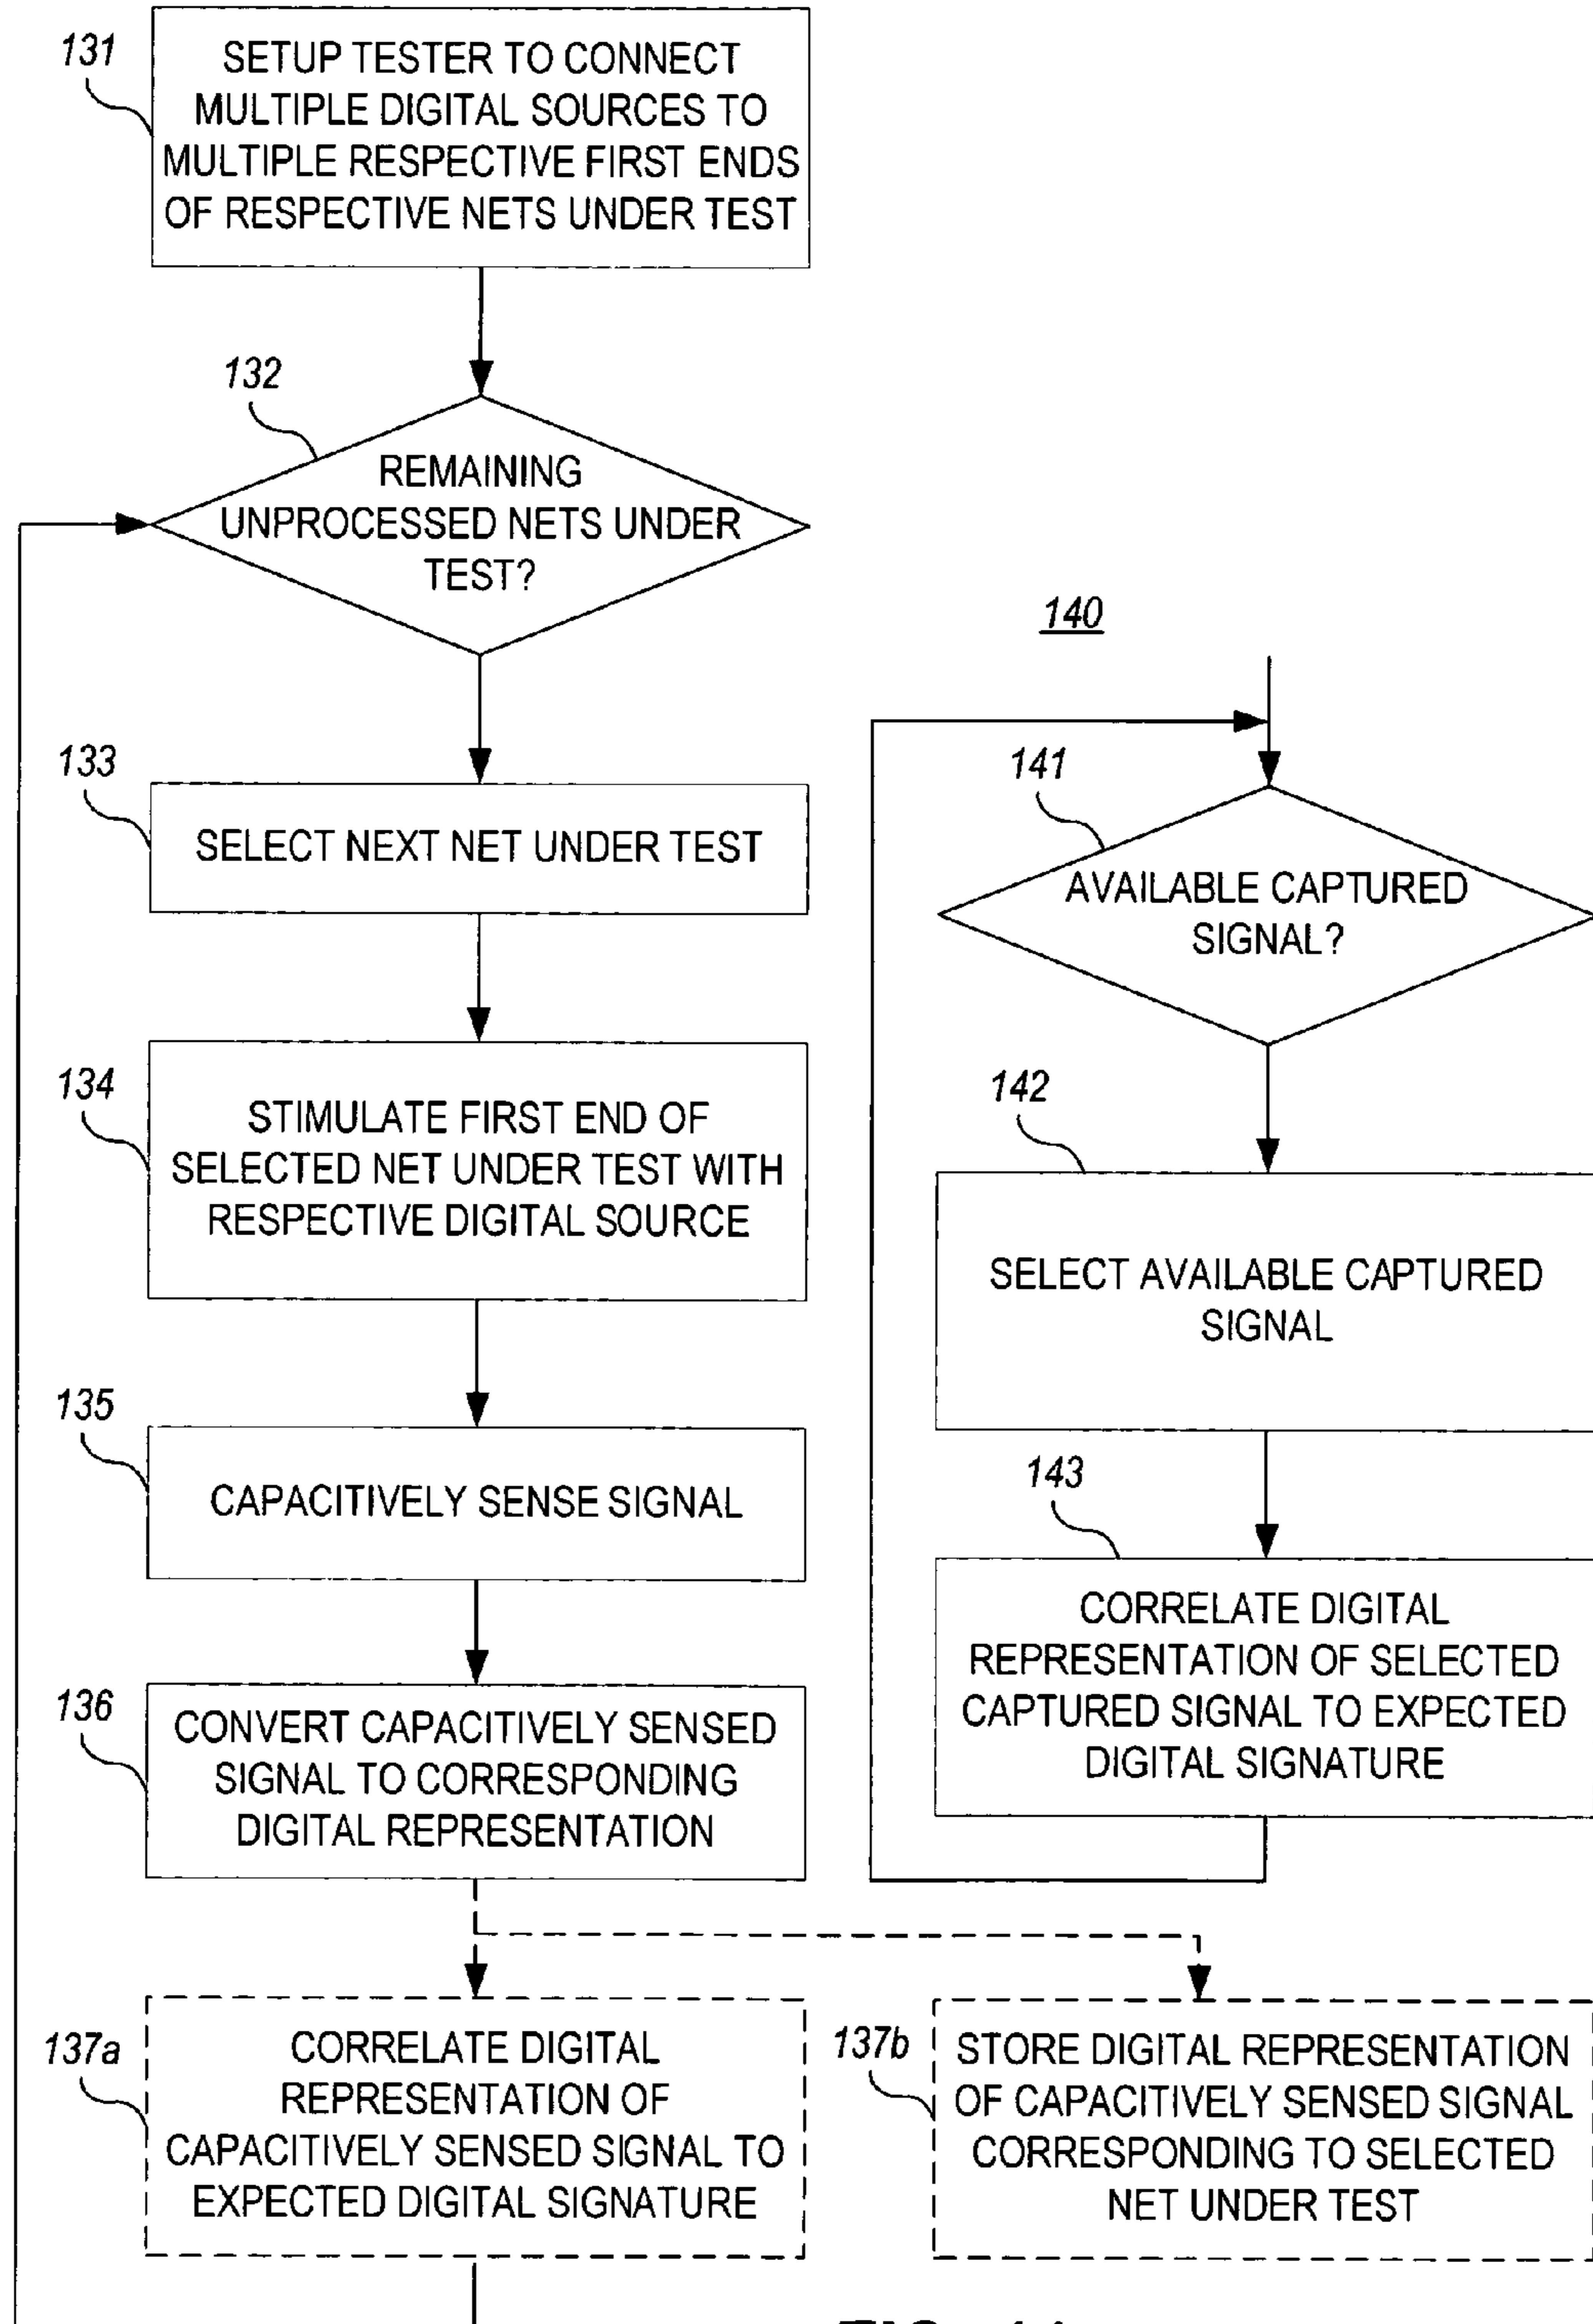 131
SETUP TESTER TO CONNECT
MULTIPLE DIGITAL SOURCES TO
MULTIPLE RESPECTIVE FIRST ENDS
OF RESPECTIVE NETS UNDER TEST
132
REMAINING
UNPROCESSED NETS UNDER
TEST?
133
SELECT NEXT NET UNDER TEST
134
STIMULATE FIRST END OF
SELECTED NET UNDER TEST WITH
RESPECTIVE DIGITAL SOURCE
135
CAPACITIVELY SENSE SIGNAL
136
CONVERT CAPACITIVELY SENSED
SIGNAL TO CORRESPONDING
DIGITAL REPRESENTATION
137a
CORRELATE DIGITAL
REPRESENTATION OF
CAPACITIVELY SENSED SIGNAL TO
EXPECTED DIGITAL SIGNATURE
137b
STORE DIGITAL REPRESENTATION
OF CAPACITIVELY SENSED SIGNAL
CORRESPONDING TO SELECTED
NET UNDER TEST
140
141
AVAILABLE CAPTURED
SIGNAL?
142
SELECT AVAILABLE CAPTURED
SIGNAL
143
CORRELATE DIGITAL
REPRESENTATION OF SELECTED
CAPTURED SIGNAL TO EXPECTED
DIGITAL SIGNATURE